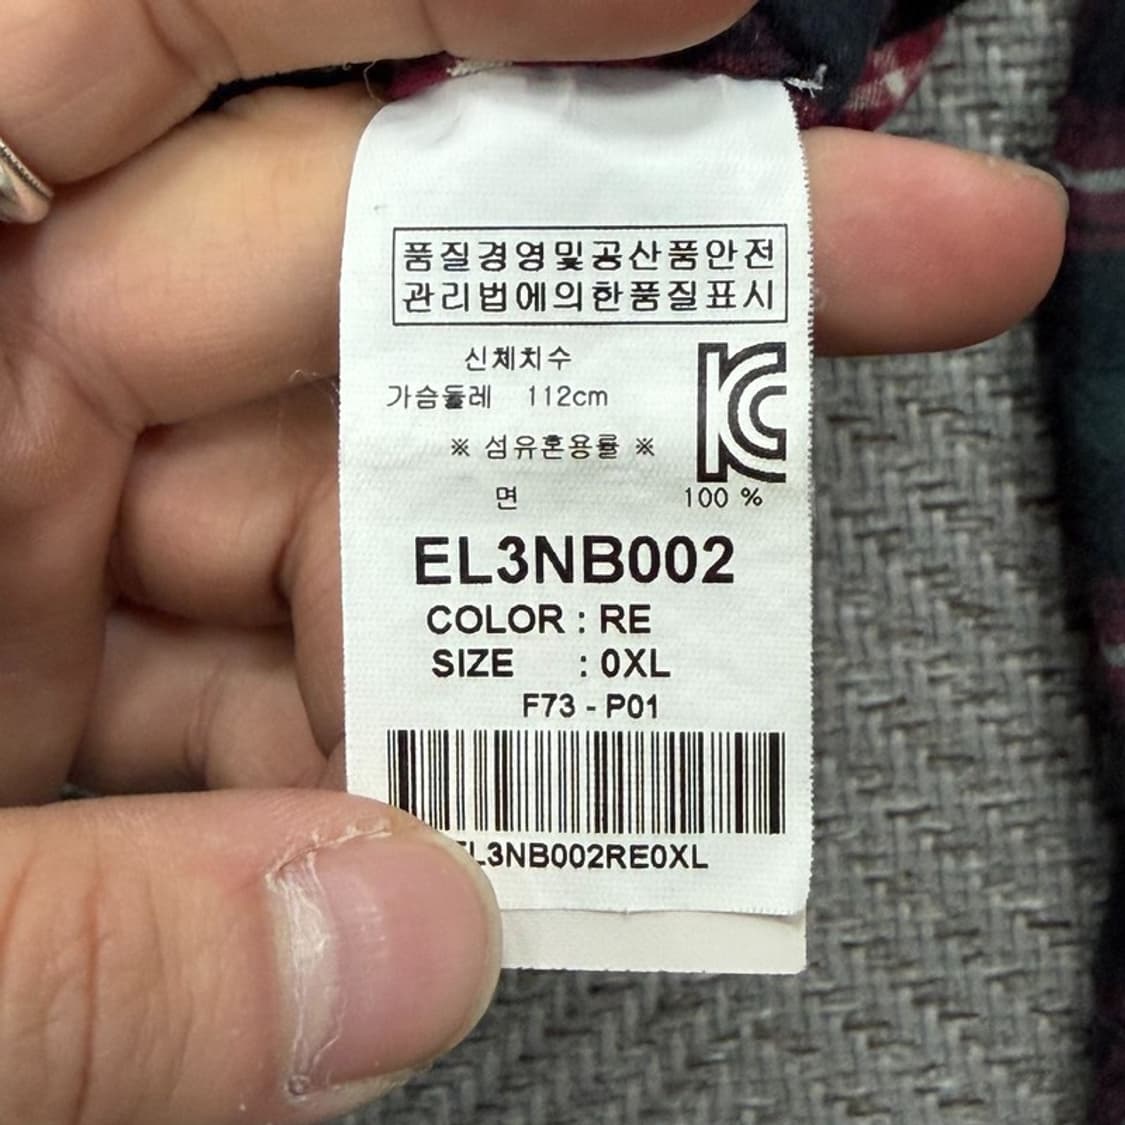 품질경영및공산품안전
관리법에의한품질표시
신체치수
가슴둘레 112cm
※ 섬유혼용률 ※
면 100 %
EL3NB002
COLOR : RE
SIZE : 0XL
F73 - P01
EL3NB002RE0XL